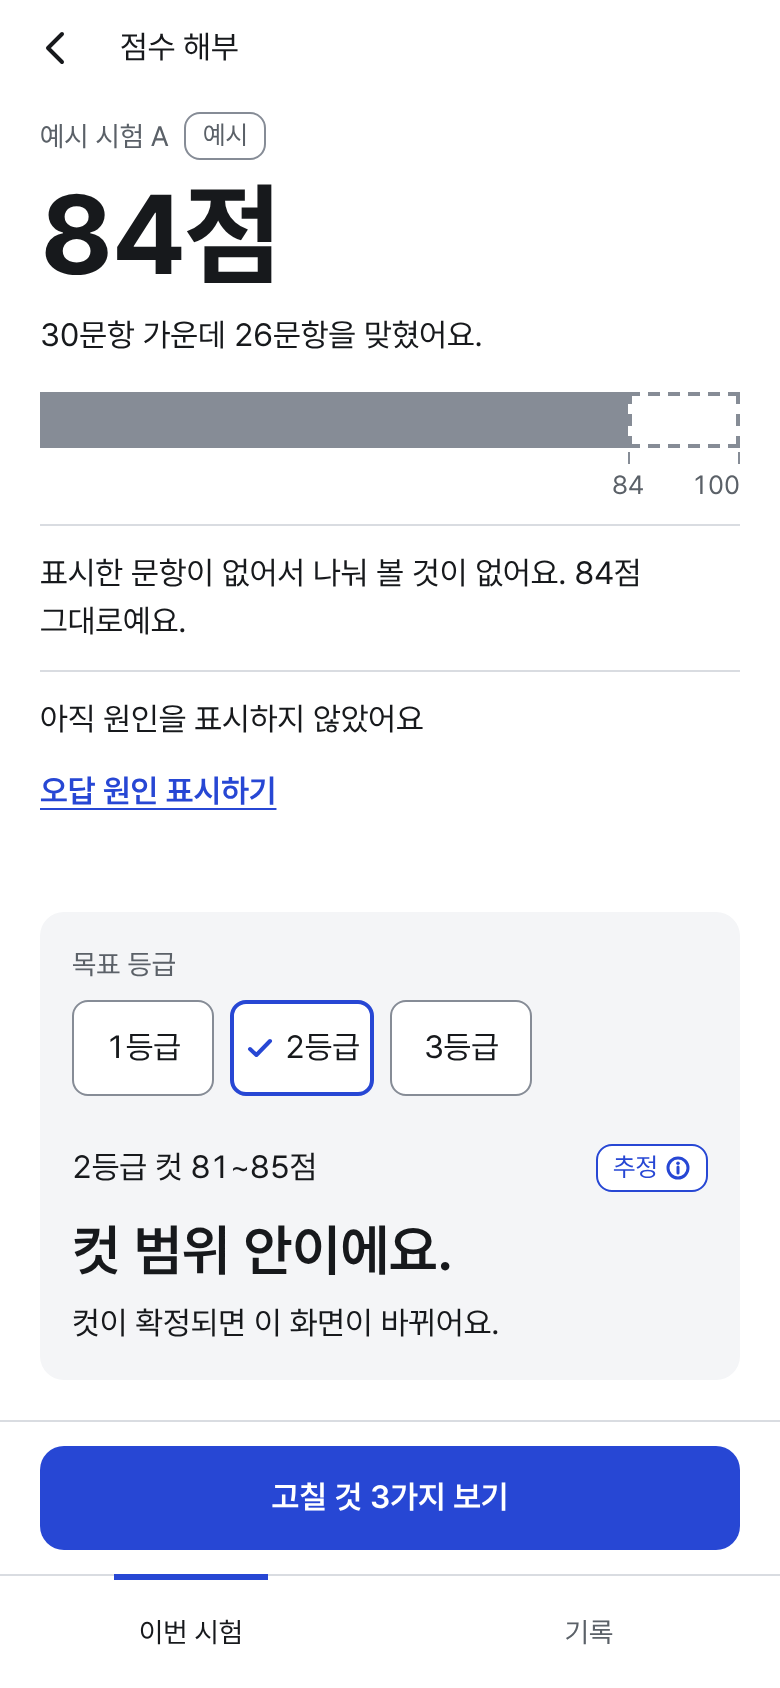 점수 해부
예시 시험 A 예시
84점
30문항 가운데 26문항을 맞혔어요.
84 100
표시한 문항이 없어서 나눠 볼 것이 없어요. 84점
그대로예요.
아직 원인을 표시하지 않았어요
오답 원인 표시하기
목표 등급
1등급 2등급 3등급
2등급 컷 81~85점 추정
컷 범위 안이에요.
컷이 확정되면 이 화면이 바뀌어요.
고칠 것 3가지 보기
이번 시험 기록